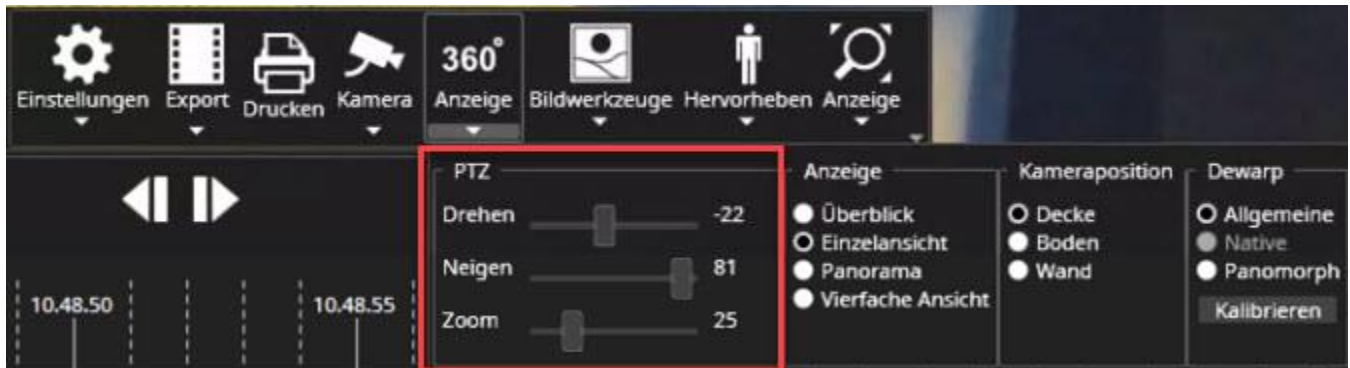 Einstellungen Export Drucken Kamera 360° Anzeige Bildwerkzeuge Hervorheben Anzeige
10.48.50 10.48.55
PTZ
Drehen -22
Neigen 81
Zoom 25
Anzeige
Überblick
Einzelansicht
Panorama
Vierfache Ansicht
Kameraposition
Decke
Boden
Wand
Dewarp
Allgemeine
Native
Panomorph
Kalibrieren